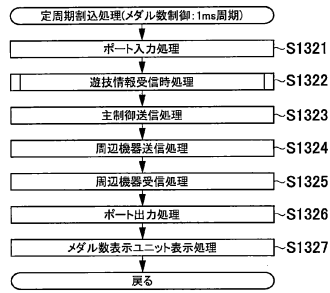 定周期割込処理(メダル数制御:1ms周期)
ポート入力処理 ~S1321
遊技情報受信時処理 ~S1322
主制御送信処理 ~S1323
周辺機器送信処理 ~S1324
周辺機器受信処理 ~S1325
ポート出力処理 ~S1326
メダル数表示ユニット表示処理 ~S1327
戻る